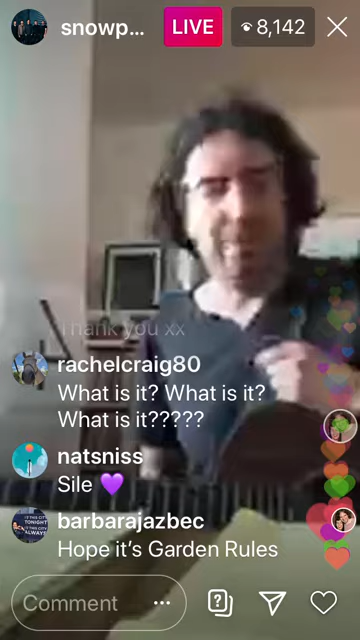 snowp...
LIVE
8,142
Thank you xx
rachelcraig80
What is it? What is it?
What is it?????
natsniss
Sile 💜
barbarajazbec
Hope it's Garden Rules
Comment